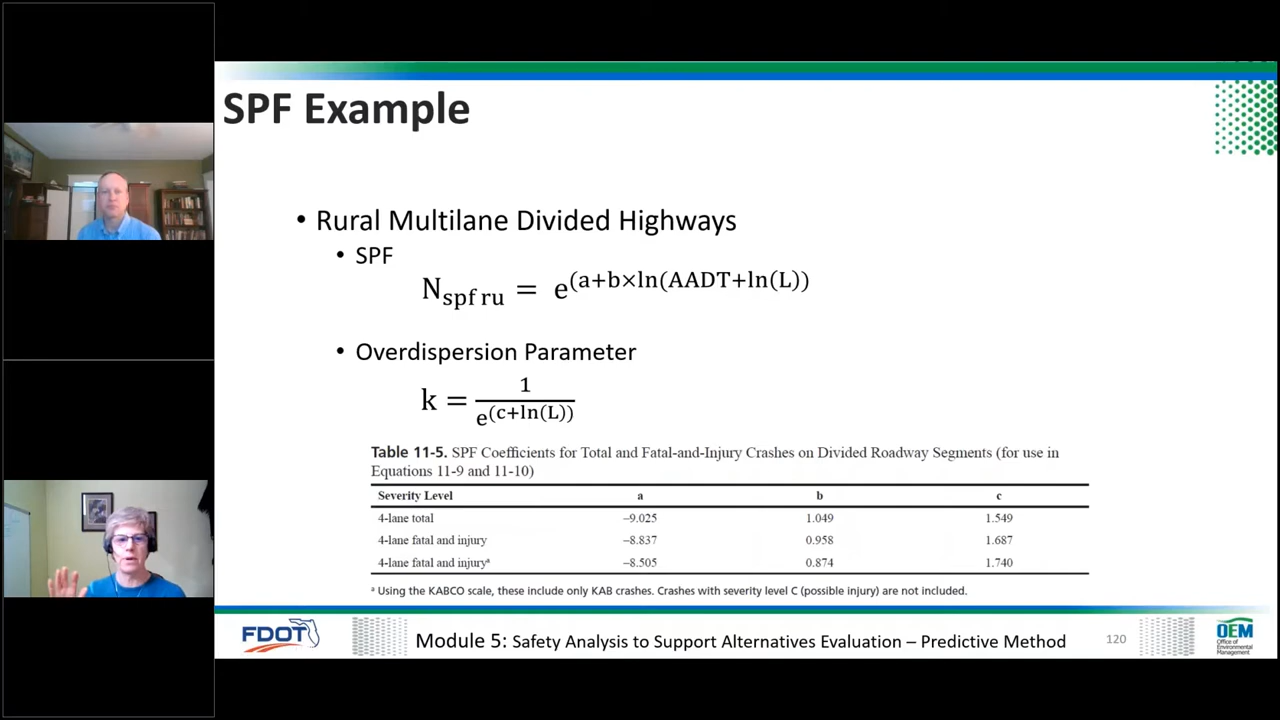 SPF Example
• Rural Multilane Divided Highways
• SPF
N_spf ru = e^(a+b×ln(AADT+ln(L))
• Overdispersion Parameter
k = 1/e^(c+ln(L))
Table 11-5. SPF Coefficients for Total and Fatal-and-Injury Crashes on Divided Roadway Segments (for use in
Equations 11-9 and 11-10)
Severity Level a b c
4-lane total –9.025 1.049 1.549
4-lane fatal and injury –8.837 0.958 1.687
4-lane fatal and injuryᵃ –8.505 0.874 1.740
ᵃ Using the KABCO scale, these include only KAB crashes. Crashes with severity level C (possible injury) are not included.
FDOT
Module 5: Safety Analysis to Support Alternatives Evaluation – Predictive Method
120
OEM
Office of
Environmental
Management